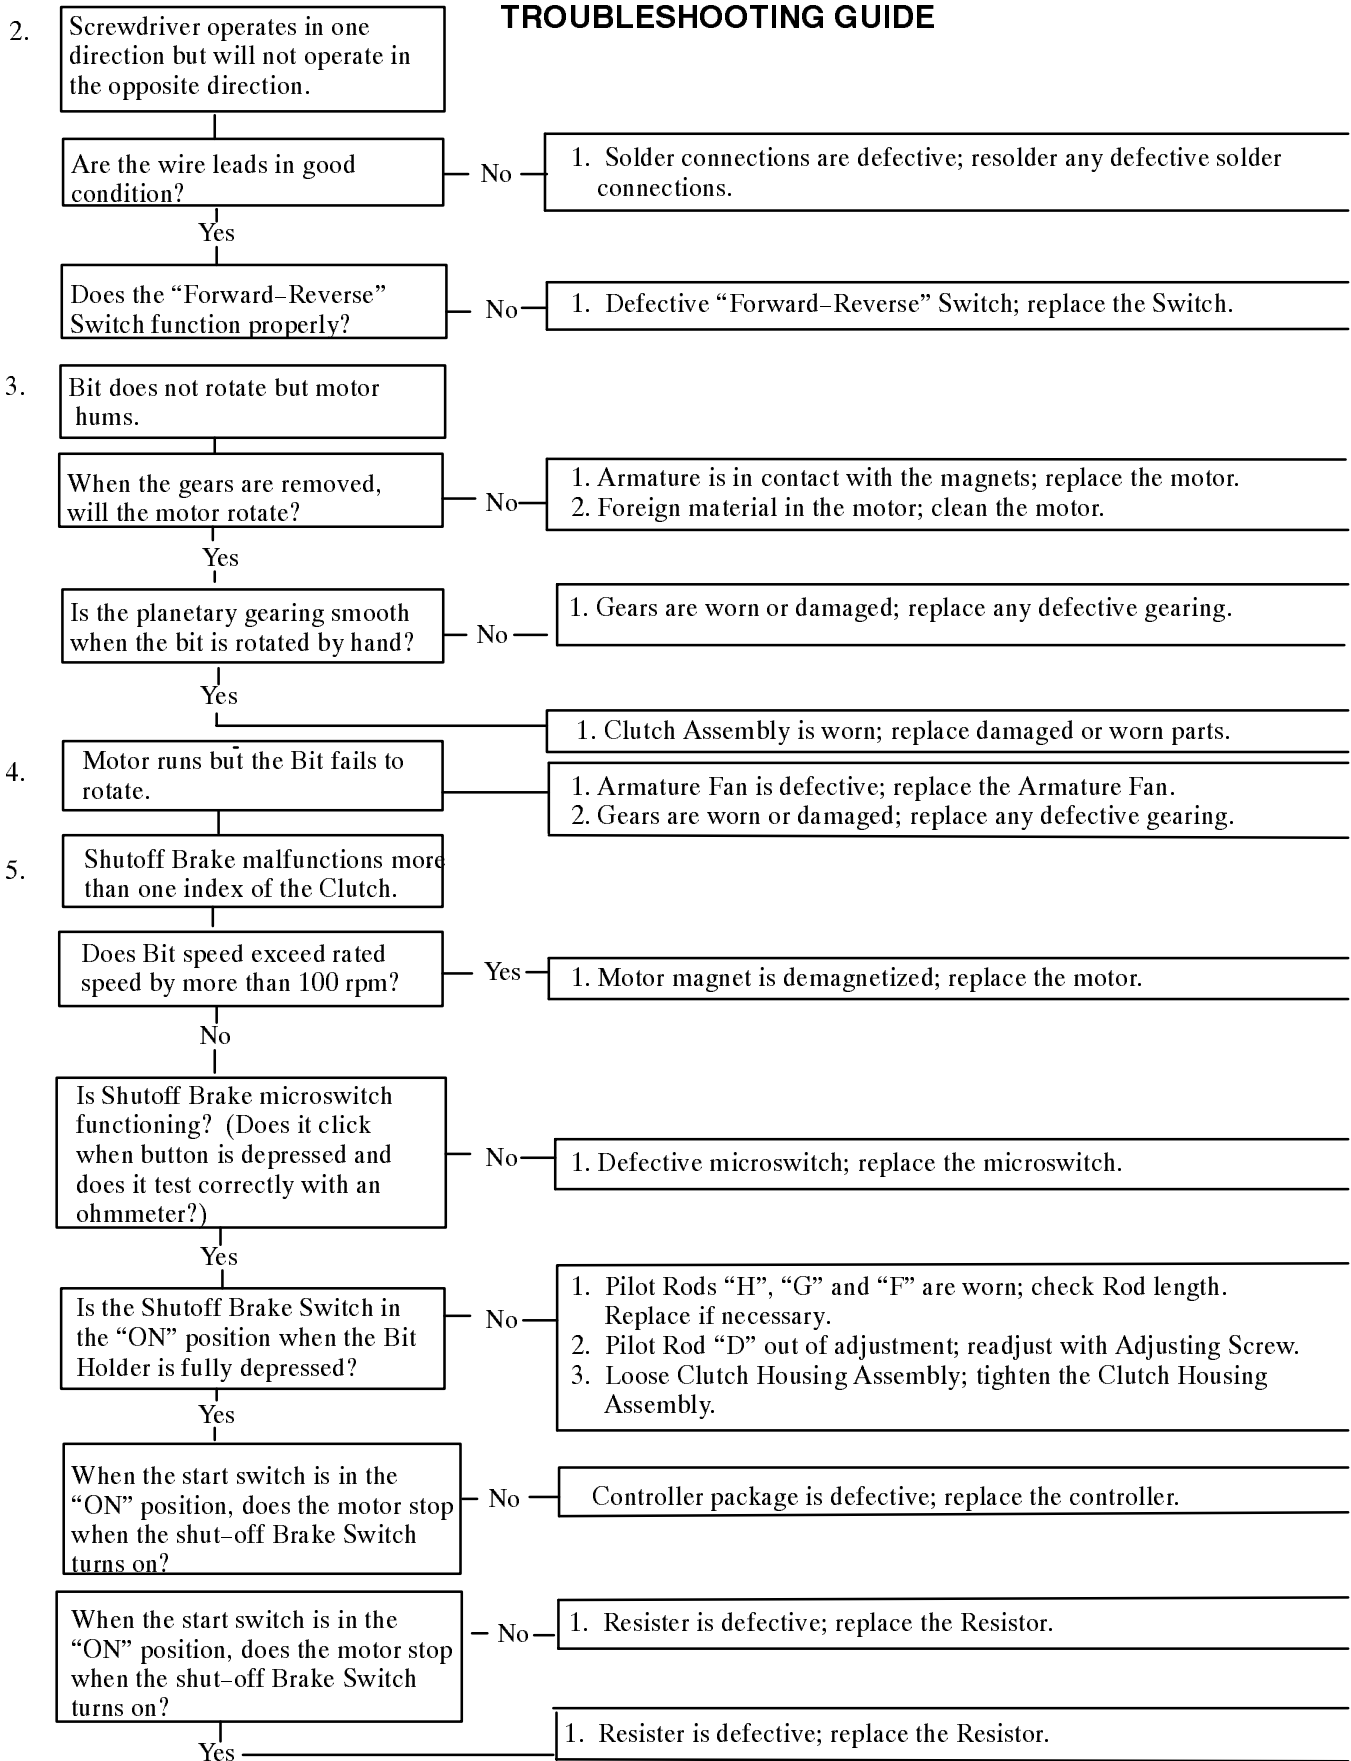 TROUBLESHOOTING GUIDE
2.
Screwdriver operates in one
direction but will not operate in
the opposite direction.
Are the wire leads in good
condition?
No
1. Solder connections are defective; resolder any defective solder
connections.
Yes
Does the “Forward–Reverse”
Switch function properly?
No
1. Defective “Forward–Reverse” Switch; replace the Switch.
3.
Bit does not rotate but motor
hums.
When the gears are removed,
will the motor rotate?
No
1. Armature is in contact with the magnets; replace the motor.
2. Foreign material in the motor; clean the motor.
Yes
Is the planetary gearing smooth
when the bit is rotated by hand?
No
1. Gears are worn or damaged; replace any defective gearing.
Yes
1. Clutch Assembly is worn; replace damaged or worn parts.
4.
Motor runs but the Bit fails to
rotate.
1. Armature Fan is defective; replace the Armature Fan.
2. Gears are worn or damaged; replace any defective gearing.
5.
Shutoff Brake malfunctions more
than one index of the Clutch.
Does Bit speed exceed rated
speed by more than 100 rpm?
Yes
1. Motor magnet is demagnetized; replace the motor.
No
Is Shutoff Brake microswitch
functioning? (Does it click
when button is depressed and
does it test correctly with an
ohmmeter?)
No
1. Defective microswitch; replace the microswitch.
Yes
Is the Shutoff Brake Switch in
the “ON” position when the Bit
Holder is fully depressed?
No
1. Pilot Rods “H”, “G” and “F” are worn; check Rod length.
Replace if necessary.
2. Pilot Rod “D” out of adjustment; readjust with Adjusting Screw.
3. Loose Clutch Housing Assembly; tighten the Clutch Housing
Assembly.
Yes
When the start switch is in the
“ON” position, does the motor stop
when the shut–off Brake Switch
turns on?
No
Controller package is defective; replace the controller.
When the start switch is in the
“ON” position, does the motor stop
when the shut–off Brake Switch
turns on?
No
1. Resister is defective; replace the Resistor.
Yes
1. Resister is defective; replace the Resistor.